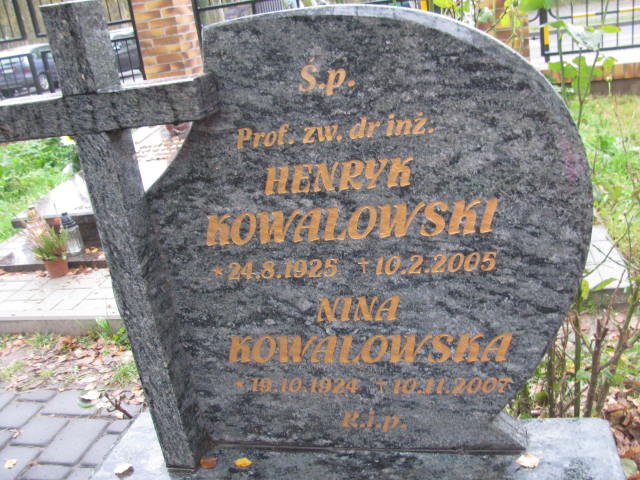 Ś.p.
Prof. zw. dr inż.
HENRYK
KOWALOWSKI
* 24.8.1925 † 10.2.2005
NINA
KOWALOWSKA
* 19.10.1924 † 10.11.2007
R.i.p.